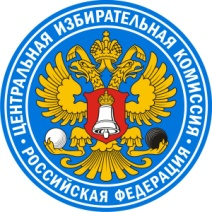 ЦЕНТРАЛЬНАЯ ИЗБИРАТЕЛЬНАЯ КОМИССИЯ
РОССИЙСКАЯ ФЕДЕРАЦИЯ